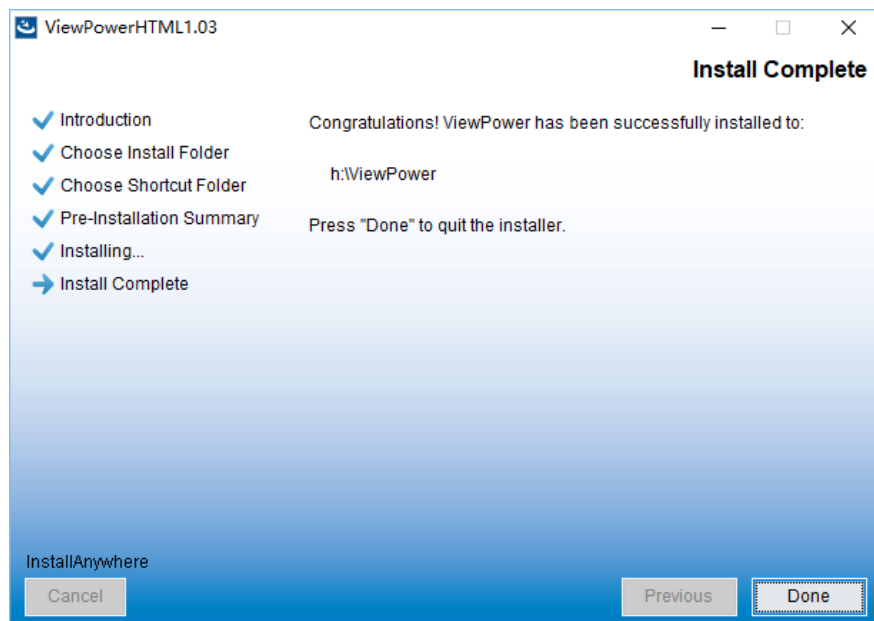 ViewPowerHTML1.03
Install Complete
Introduction
Choose Install Folder
Choose Shortcut Folder
Pre-Installation Summary
Installing...
Install Complete
Congratulations! ViewPower has been successfully installed to:
h:\ViewPower
Press "Done" to quit the installer.
InstallAnywhere
Cancel
Previous
Done